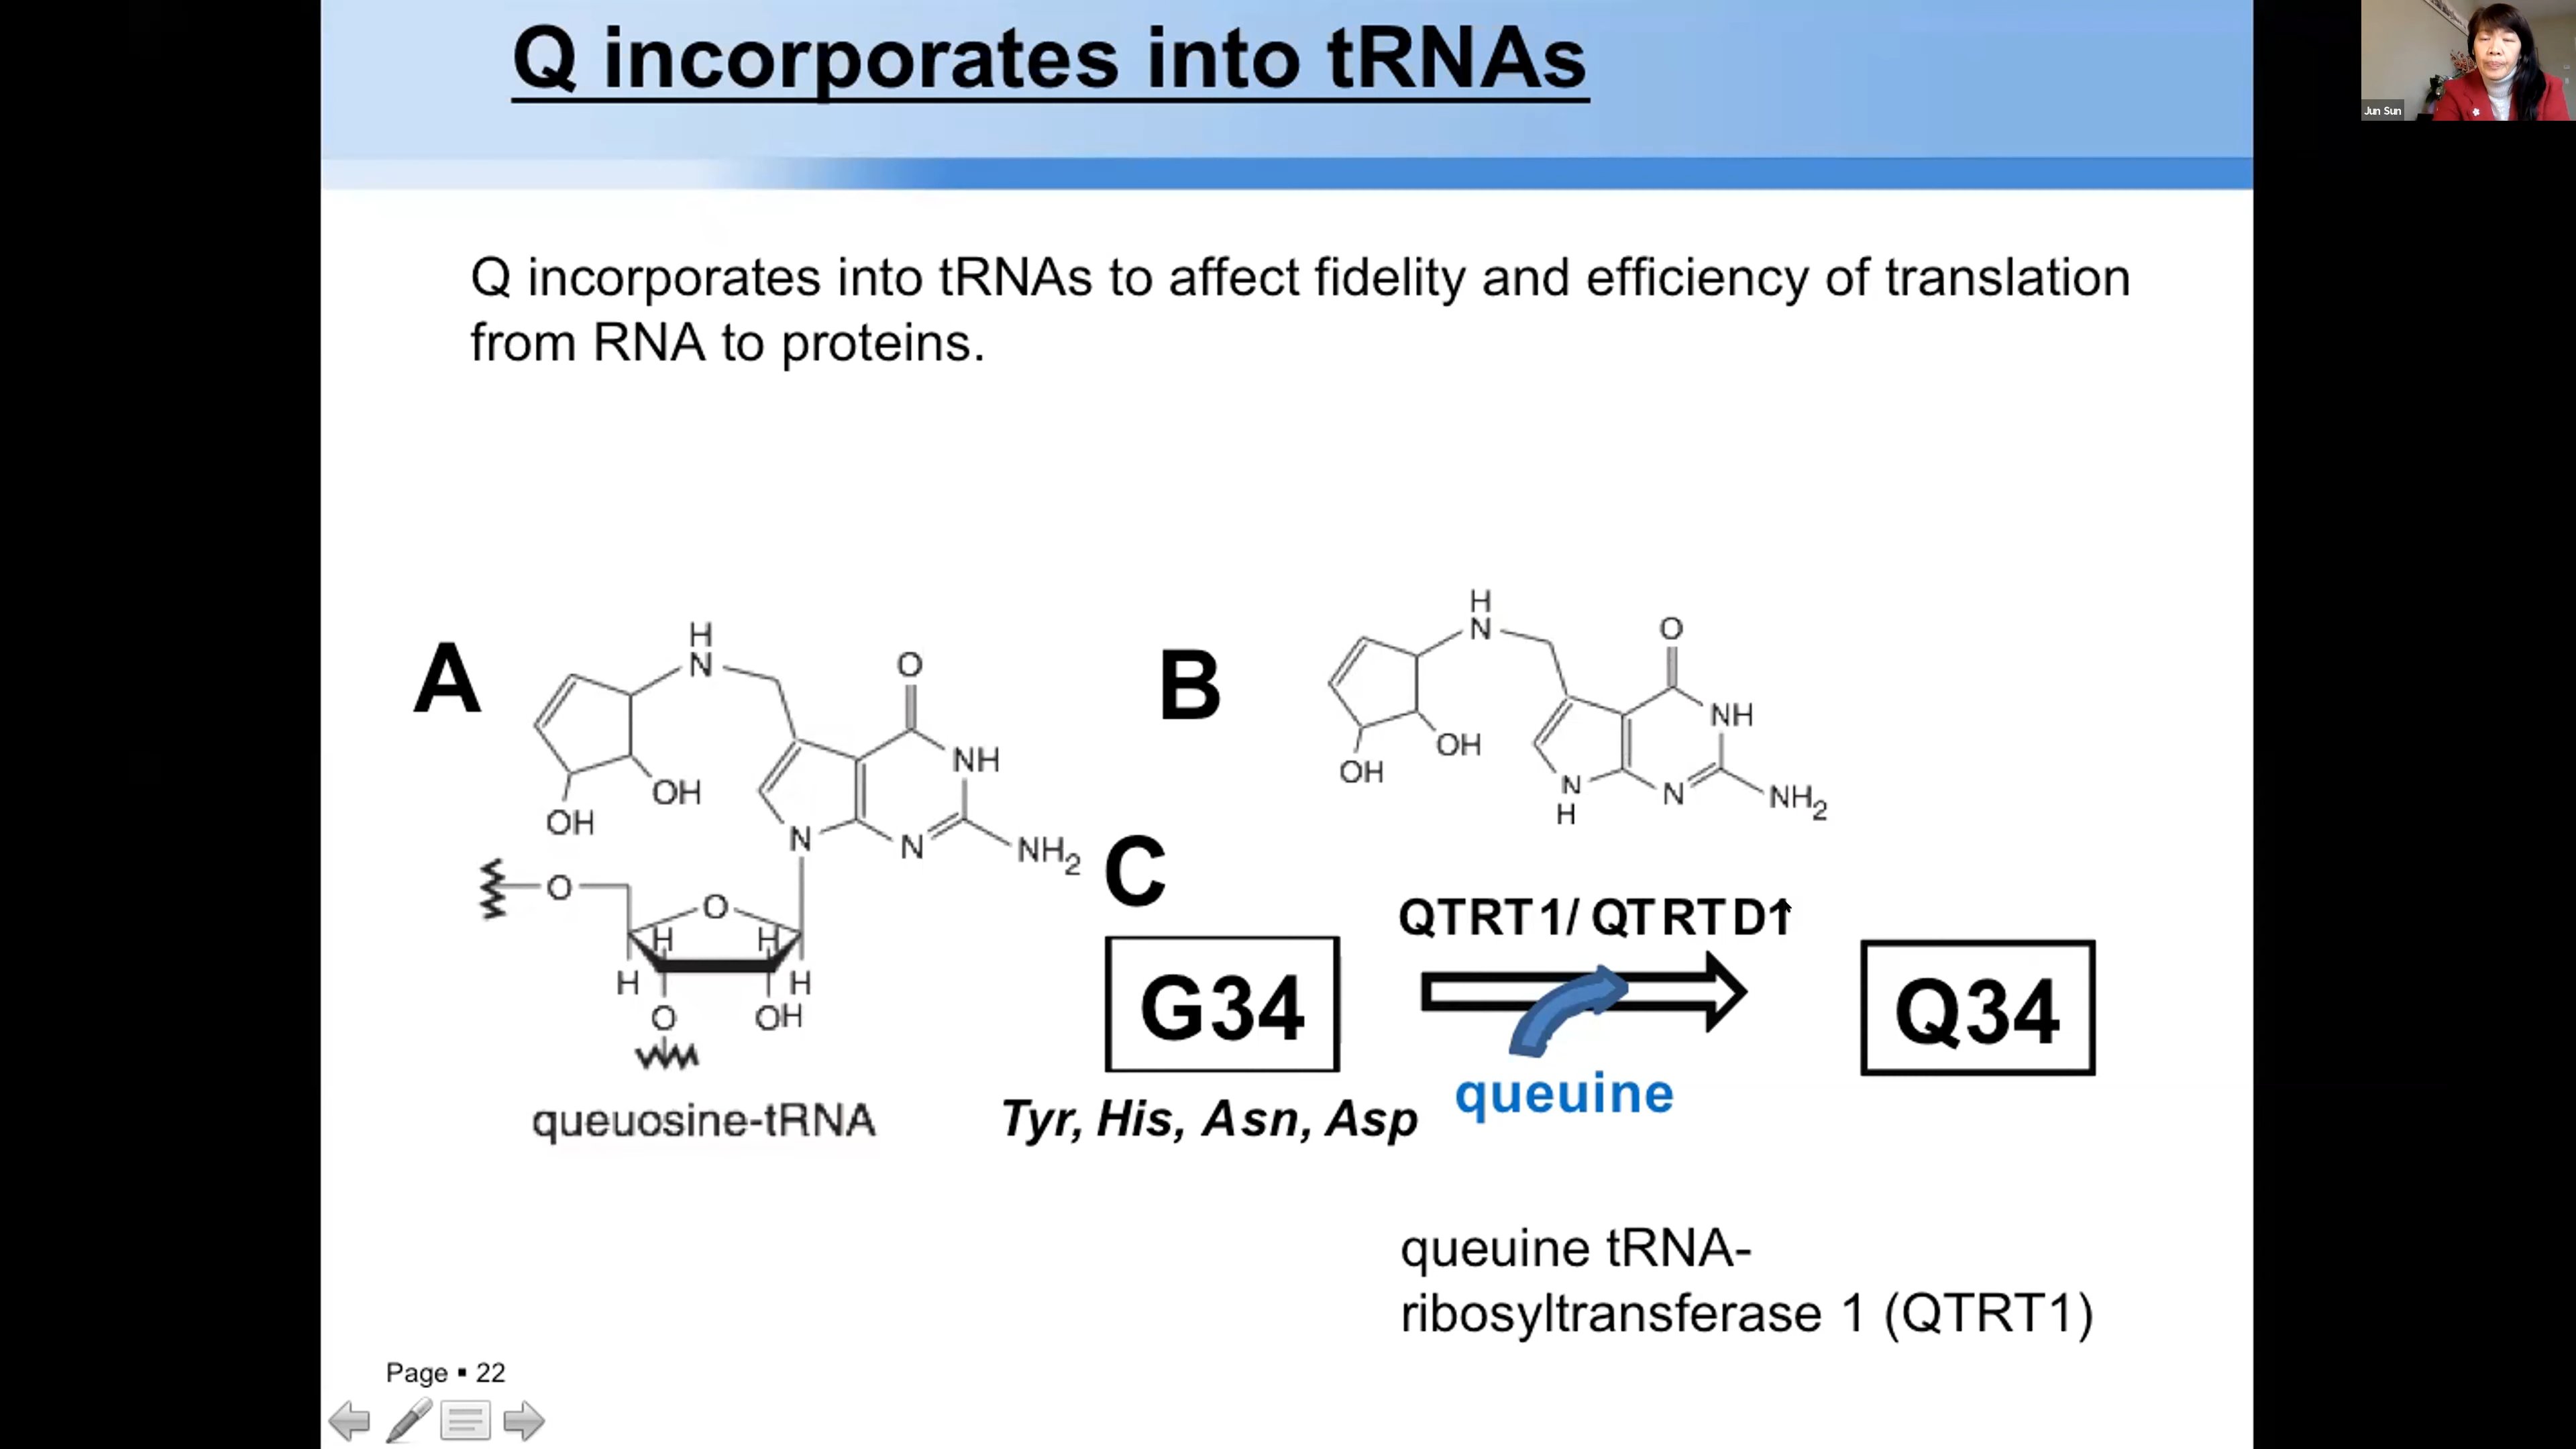 Q incorporates into tRNAs
Jun Sun
Q incorporates into tRNAs to affect fidelity and efficiency of translation
from RNA to proteins.
A
H
N
O
NH
OH
OH
N
N
NH2
O
O
H
H
H
H
O
OH
queuosine-tRNA
B
H
N
O
NH
OH
OH
N
H
N
NH2
C
QTRT1/ QTRTD1
G34
Q34
queuine
Tyr, His, Asn, Asp
queuine tRNA-
ribosyltransferase 1 (QTRT1)
Page ▪ 22